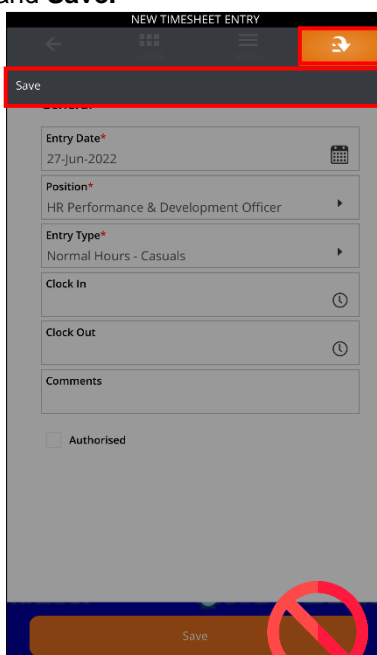 and Save.
NEW TIMESHEET ENTRY
Save
Entry Date*
27-Jun-2022
Position*
HR Performance & Development Officer
Entry Type*
Normal Hours - Casuals
Clock In
Clock Out
Comments
Authorised
Save